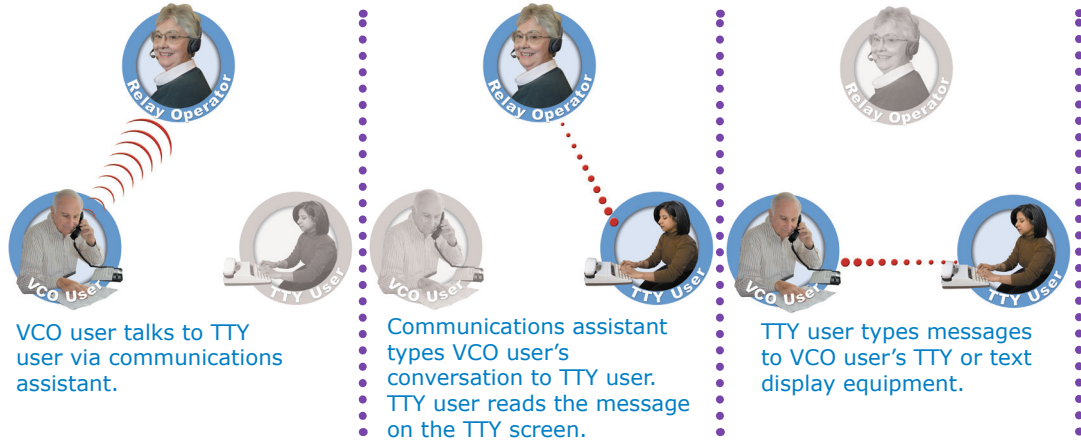 Relay Operator
VCO User
TTY User
VCO user talks to TTY
user via communications
assistant.
Relay Operator
VCO User
TTY User
Communications assistant
types VCO user’s
conversation to TTY user.
TTY user reads the message
on the TTY screen.
Relay Operator
VCO User
TTY User
TTY user types messages
to VCO user’s TTY or text
display equipment.